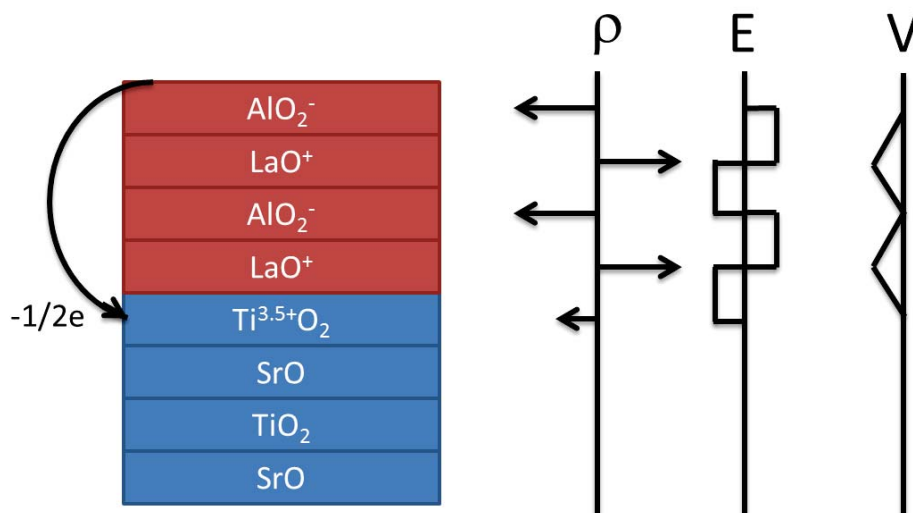 ρ E V
AlO₂⁻
LaO⁺
AlO₂⁻
LaO⁺
-1/2e
Ti³·⁵⁺O₂
SrO
TiO₂
SrO